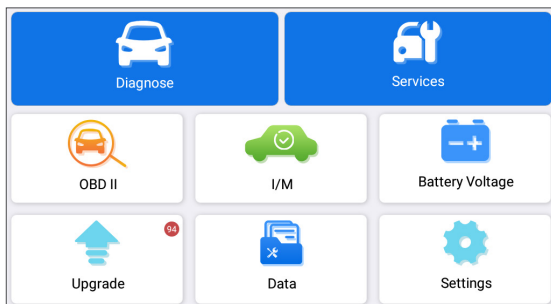 Diagnose
Services
OBD II
I/M
Battery Voltage
94
Upgrade
Data
Settings